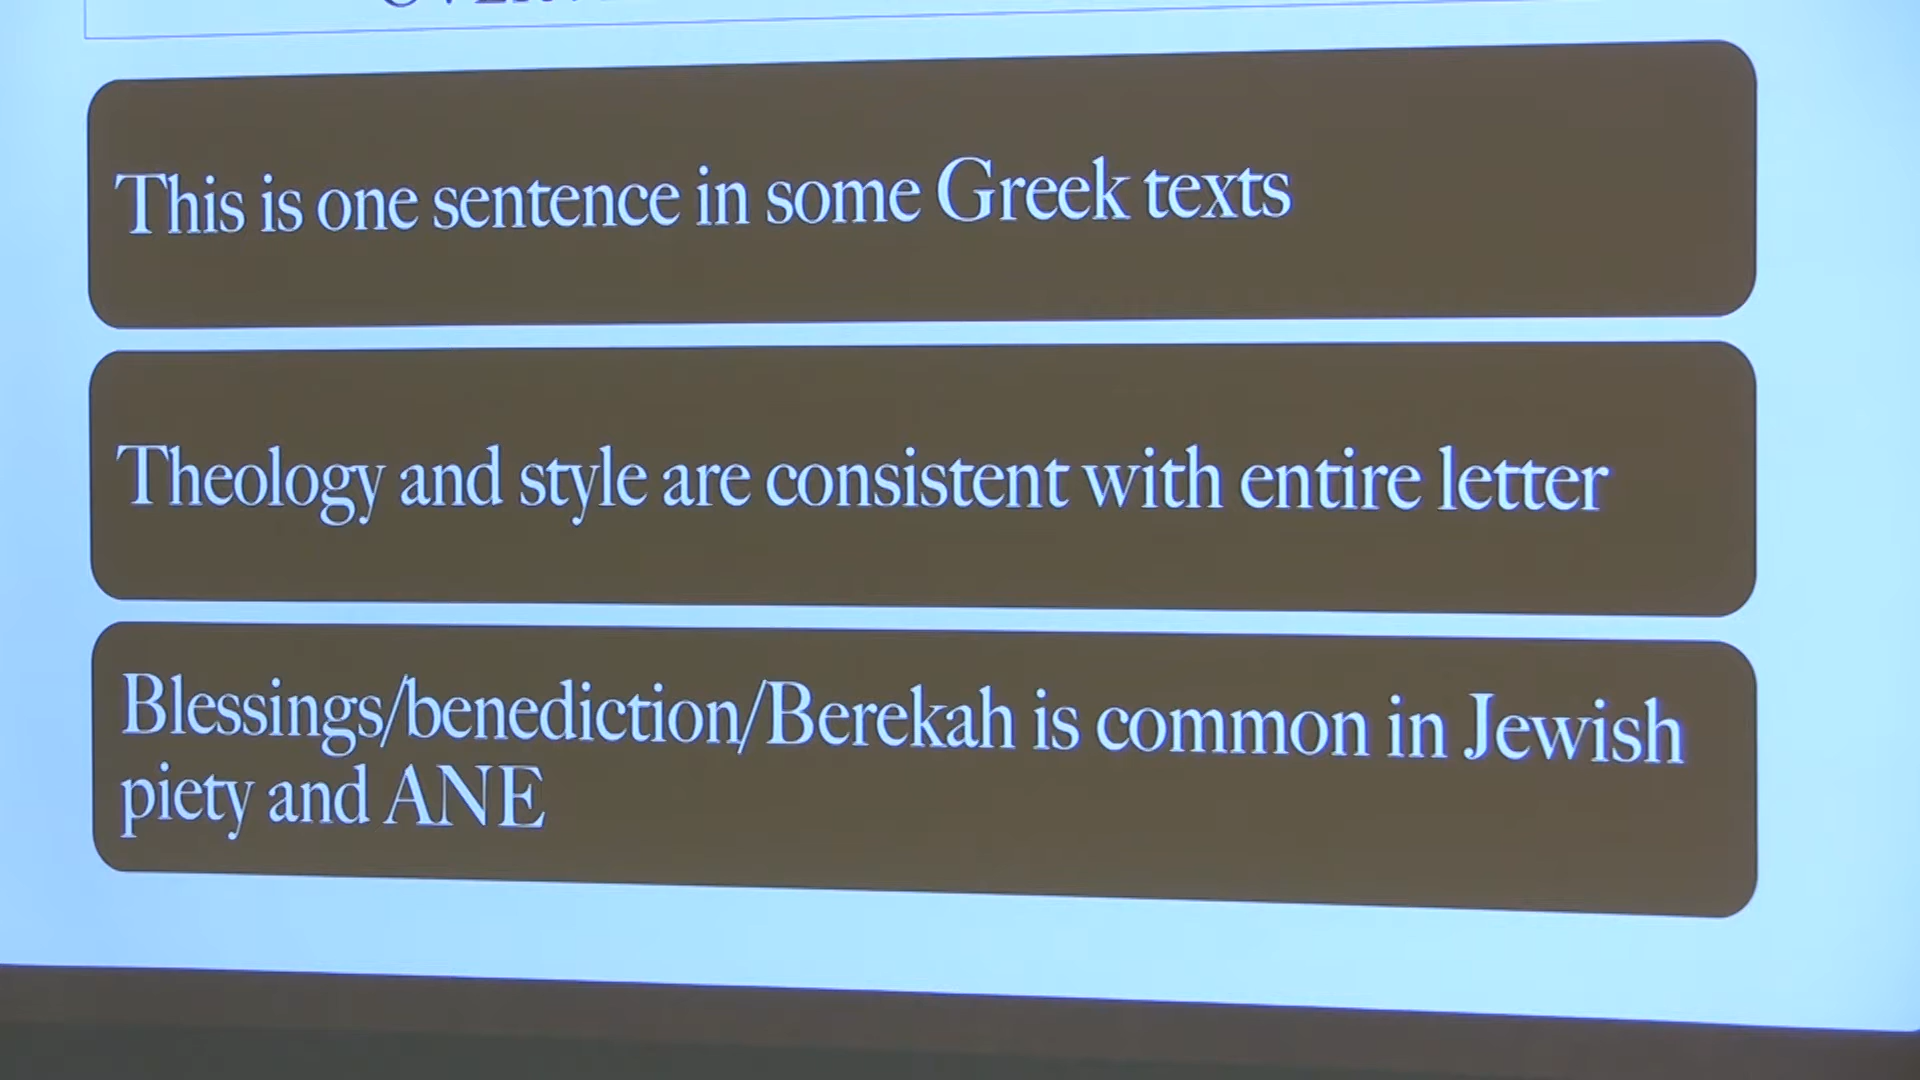 This is one sentence in some Greek texts
Theology and style are consistent with entire letter
Blessings/benediction/Berekah is common in Jewish
piety and ANE